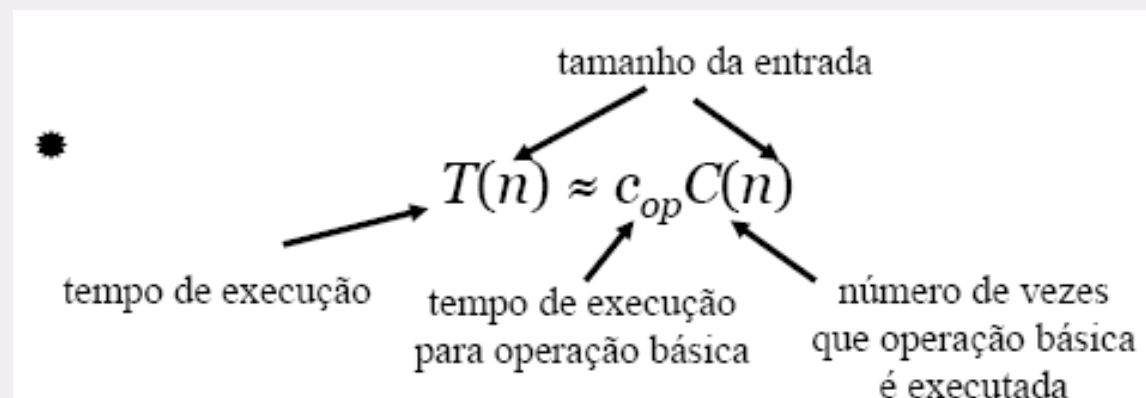 tamanho da entrada
T(n) ≈ c_op C(n)
tempo de execução
tempo de execução
para operação básica
número de vezes
que operação básica
é executada